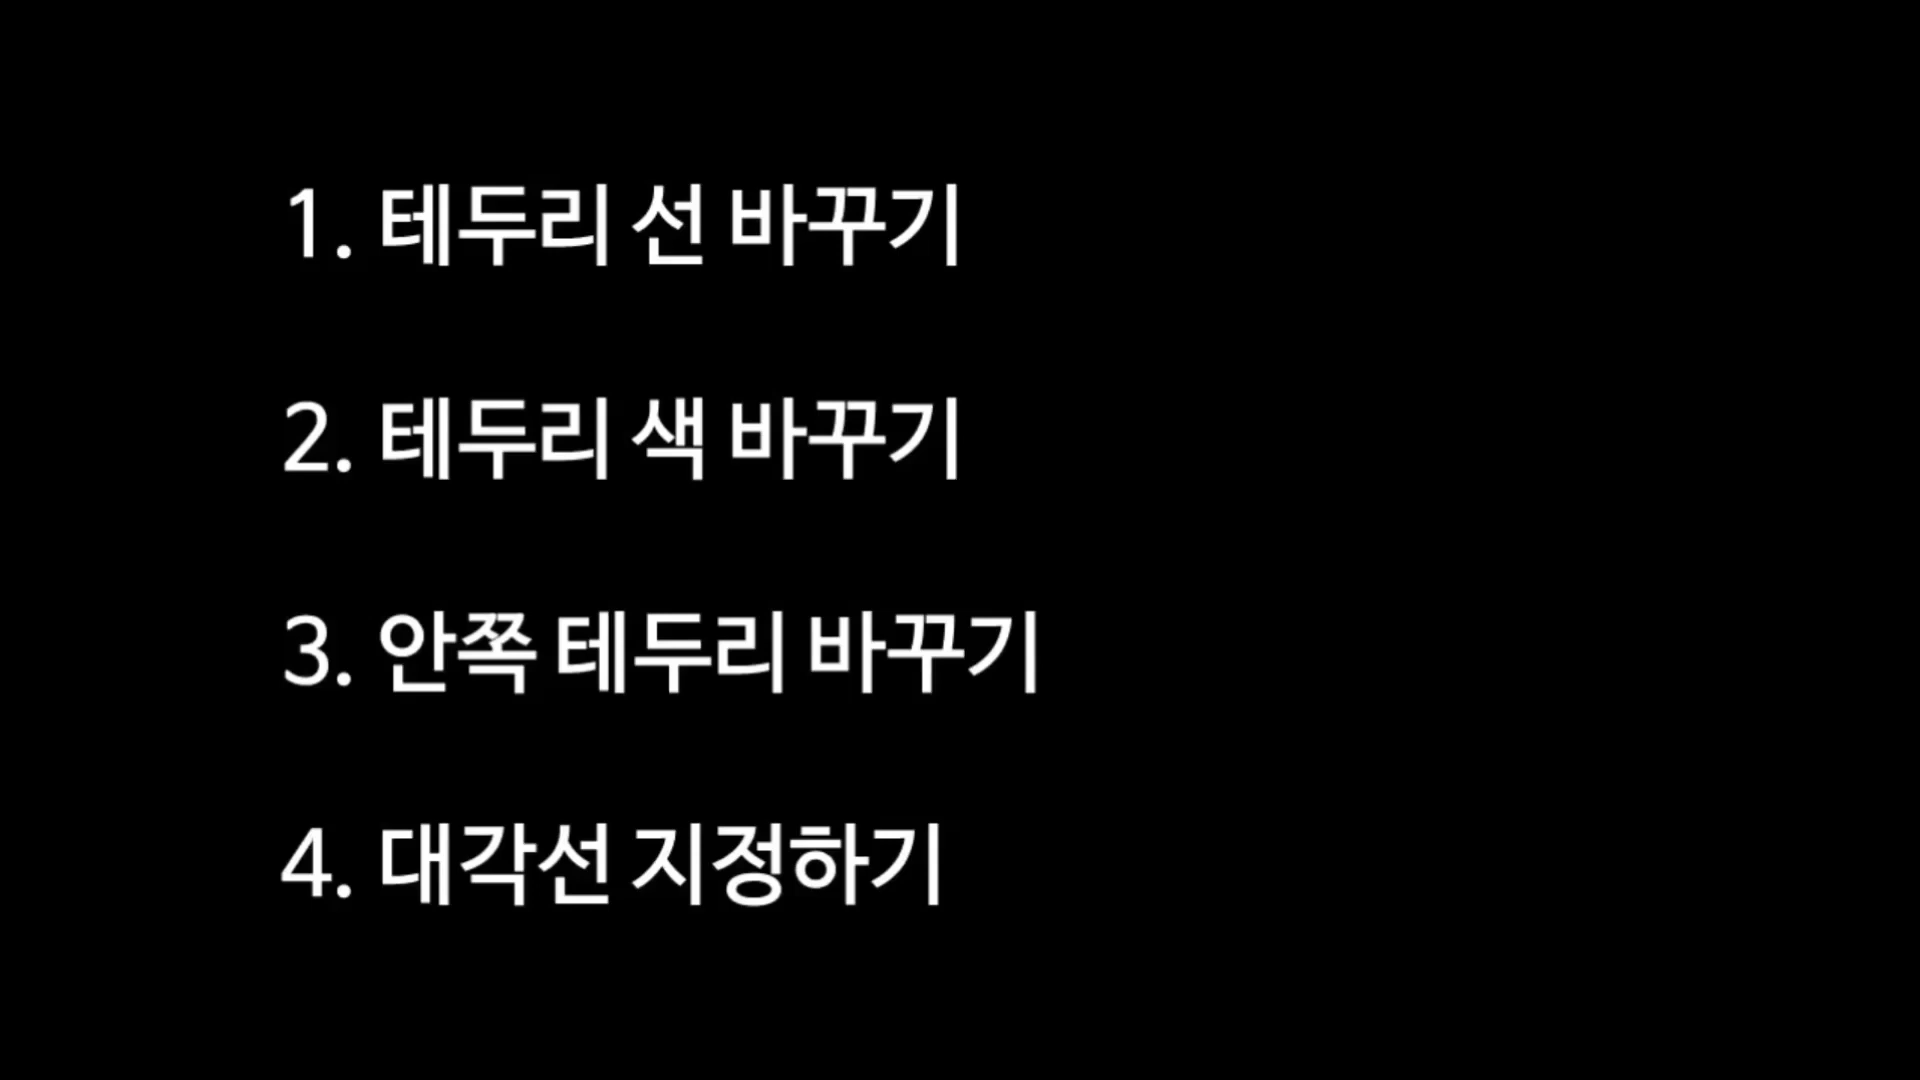 1. 테두리 선 바꾸기
2. 테두리 색 바꾸기
3. 안쪽 테두리 바꾸기
4. 대각선 지정하기